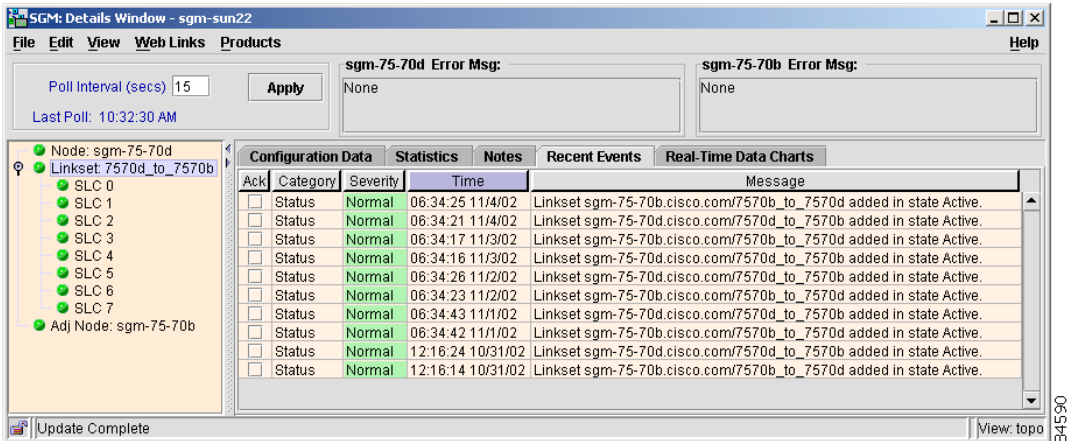 SGM: Details Window - sgm-sun22
File Edit View Web Links Products Help
Poll Interval (secs) 15 Apply
Last Poll: 10:32:30 AM
sgm-75-70d Error Msg:
None
sgm-75-70b Error Msg:
None
Node: sgm-75-70d
Linkset: 7570d_to_7570b
SLC 0
SLC 1
SLC 2
SLC 3
SLC 4
SLC 5
SLC 6
SLC 7
Adj Node: sgm-75-70b
Configuration Data Statistics Notes Recent Events Real-Time Data Charts
Ack Category Severity Time Message
Status Normal 06:34:25 11/4/02 Linkset sgm-75-70b.cisco.com/7570b_to_7570d added in state Active.
Status Normal 06:34:21 11/4/02 Linkset sgm-75-70d.cisco.com/7570d_to_7570b added in state Active.
Status Normal 06:34:17 11/3/02 Linkset sgm-75-70b.cisco.com/7570b_to_7570d added in state Active.
Status Normal 06:34:16 11/3/02 Linkset sgm-75-70d.cisco.com/7570d_to_7570b added in state Active.
Status Normal 06:34:26 11/2/02 Linkset sgm-75-70d.cisco.com/7570d_to_7570b added in state Active.
Status Normal 06:34:23 11/2/02 Linkset sgm-75-70b.cisco.com/7570b_to_7570d added in state Active.
Status Normal 06:34:43 11/1/02 Linkset sgm-75-70d.cisco.com/7570d_to_7570b added in state Active.
Status Normal 06:34:42 11/1/02 Linkset sgm-75-70b.cisco.com/7570b_to_7570d added in state Active.
Status Normal 12:16:24 10/31/02 Linkset sgm-75-70d.cisco.com/7570d_to_7570b added in state Active.
Status Normal 12:16:14 10/31/02 Linkset sgm-75-70b.cisco.com/7570b_to_7570d added in state Active.
Update Complete View: topo
84590